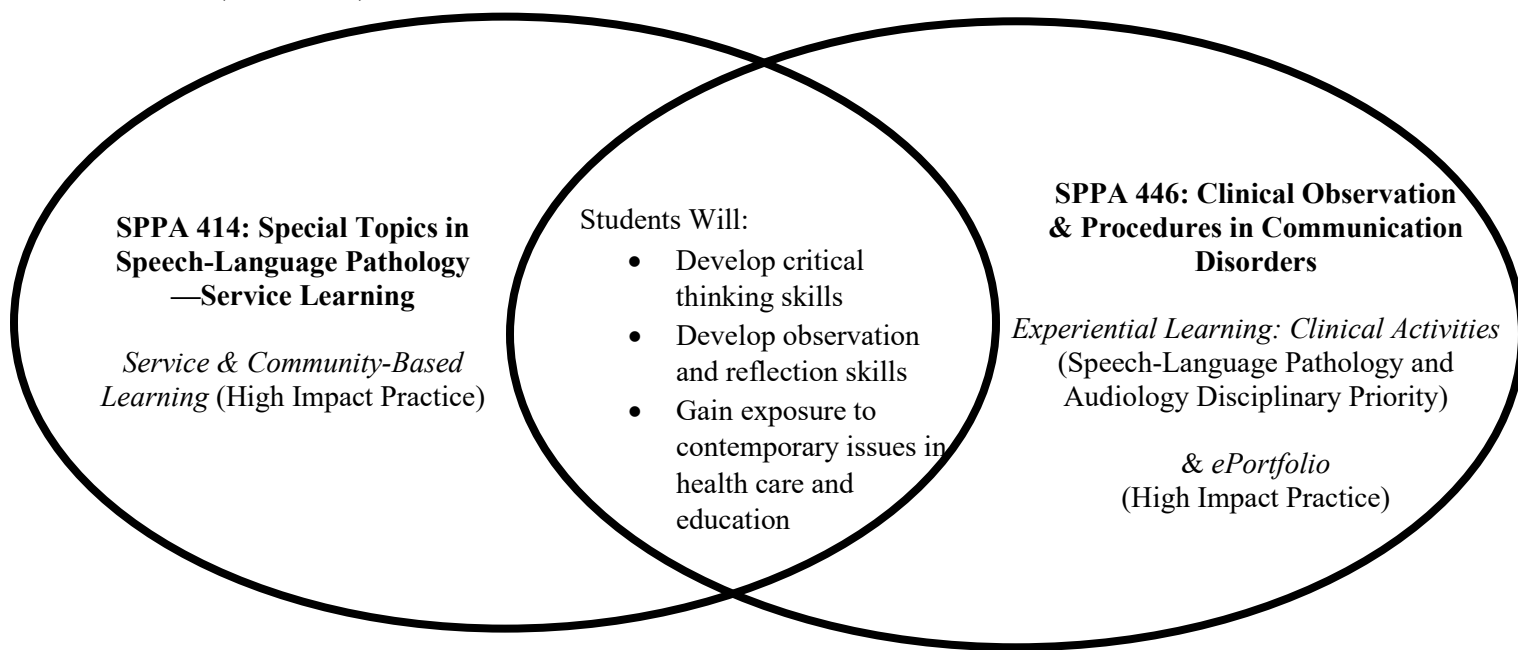 SPPA 414: Special Topics in
Speech-Language Pathology
—Service Learning
Service & Community-Based
Learning (High Impact Practice)
Students Will:
• Develop critical
thinking skills
• Develop observation
and reflection skills
• Gain exposure to
contemporary issues in
health care and
education
SPPA 446: Clinical Observation
& Procedures in Communication
Disorders
Experiential Learning: Clinical Activities
(Speech-Language Pathology and
Audiology Disciplinary Priority)
& ePortfolio
(High Impact Practice)